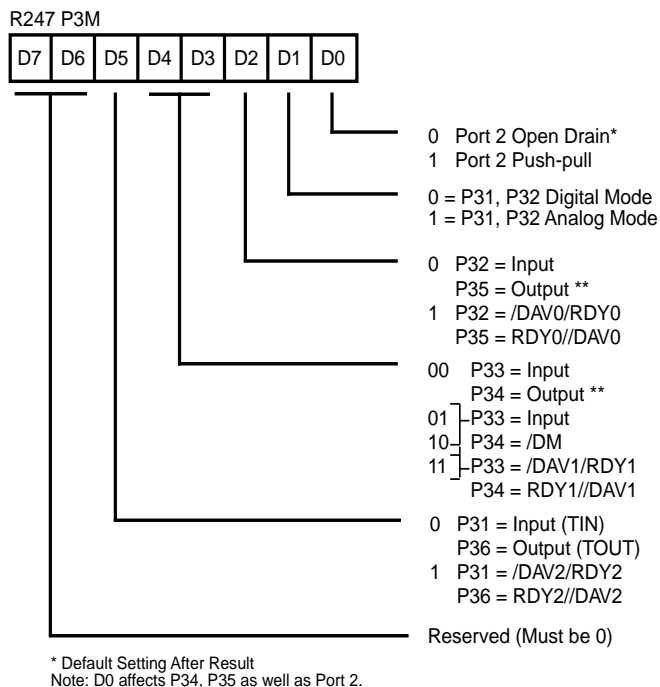 R247 P3M
D7 D6 D5 D4 D3 D2 D1 D0
0 Port 2 Open Drain*
1 Port 2 Push-pull
0 = P31, P32 Digital Mode
1 = P31, P32 Analog Mode
0 P32 = Input
P35 = Output **
1 P32 = /DAV0/RDY0
P35 = RDY0//DAV0
00 P33 = Input
P34 = Output **
01 P33 = Input
10 P34 = /DM
11 P33 = /DAV1/RDY1
P34 = RDY1//DAV1
0 P31 = Input (TIN)
P36 = Output (TOUT)
1 P31 = /DAV2/RDY2
P36 = RDY2//DAV2
Reserved (Must be 0)
* Default Setting After Result
Note: D0 affects P34, P35 as well as Port 2.